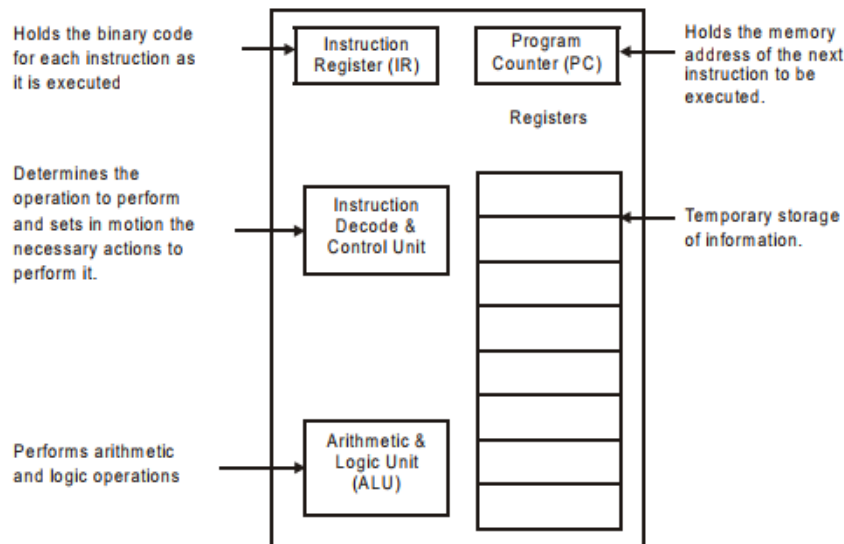 Holds the binary code
for each instruction as
it is executed
Instruction
Register (IR)
Program
Counter (PC)
Holds the memory
address of the next
instruction to be
executed.
Registers
Determines the
operation to perform
and sets in motion the
necessary actions to
perform it.
Instruction
Decode &
Control Unit
Temporary storage
of information.
Performs arithmetic
and logic operations
Arithmetic &
Logic Unit
(ALU)